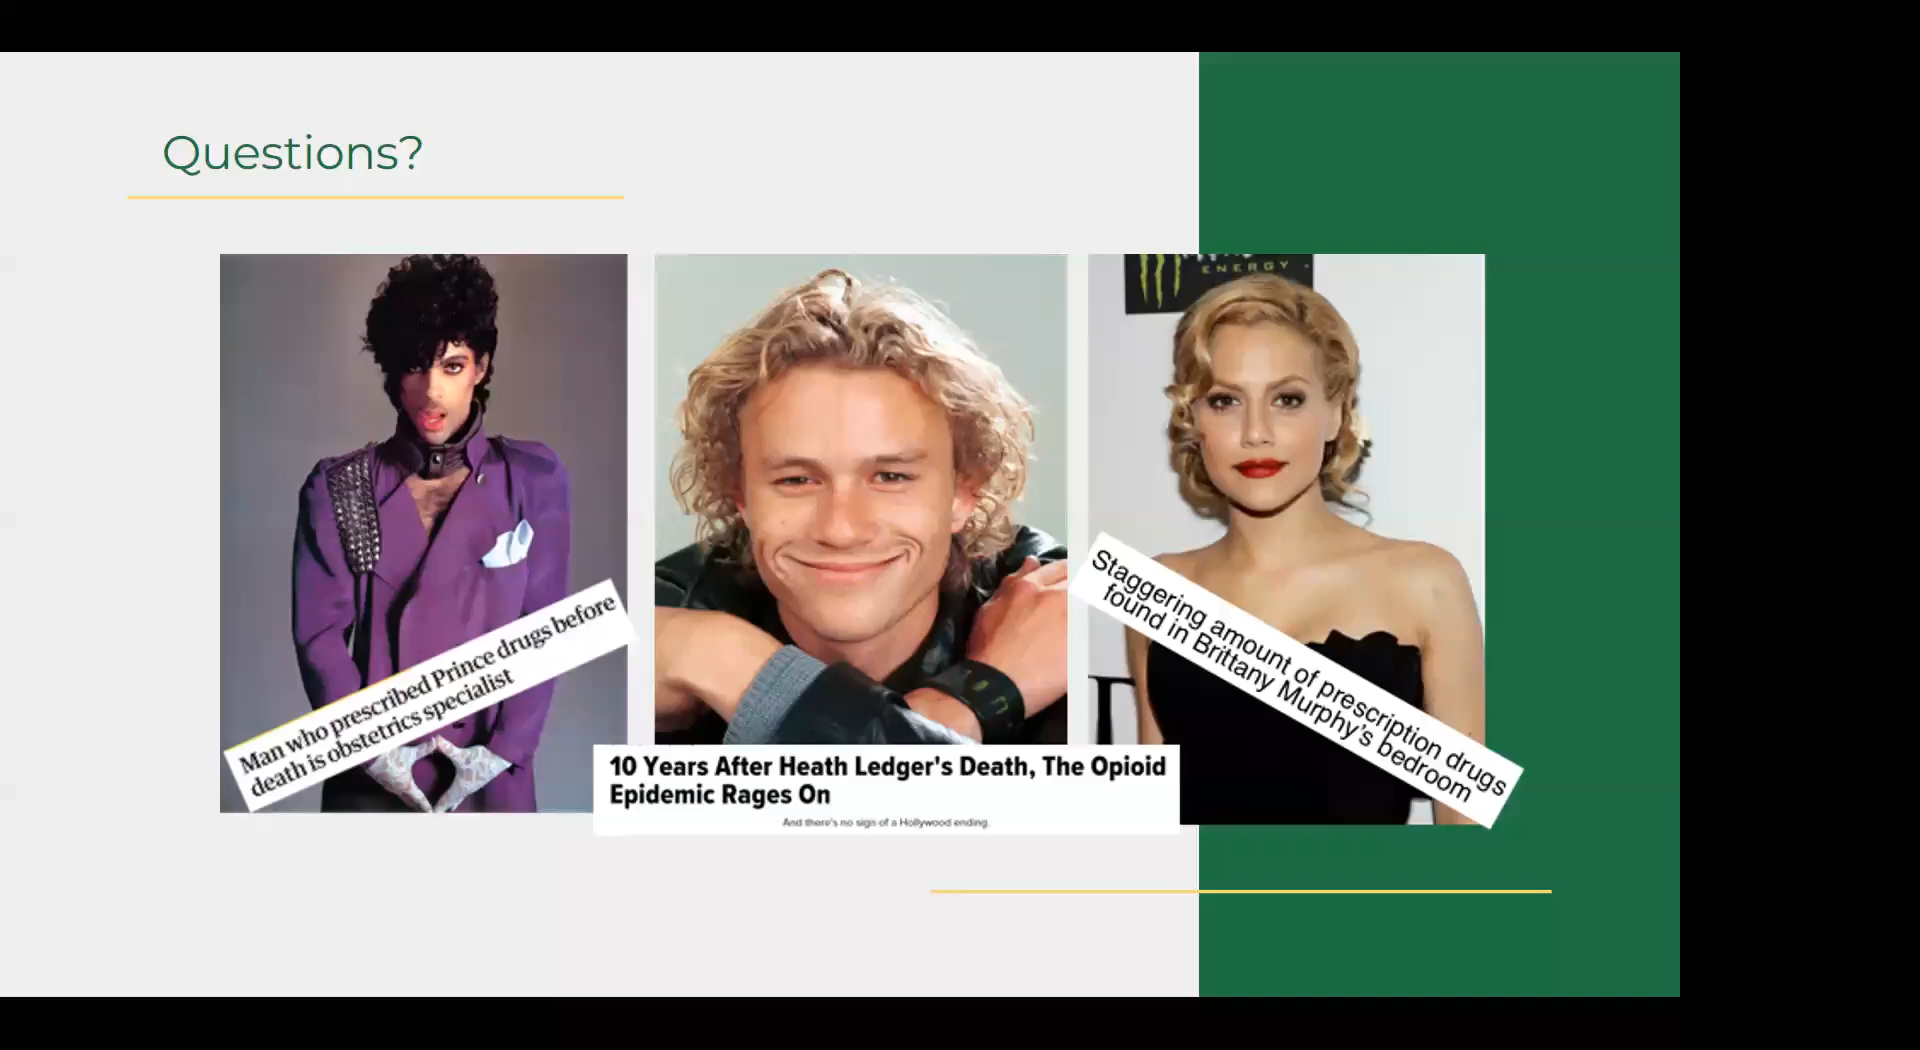 Questions?
ENERGY
Man who prescribed Prince drugs before
death is obstetrics specialist
10 Years After Heath Ledger's Death, The Opioid
Epidemic Rages On
And there's no sign of a Hollywood ending.
Staggering amount of prescription drugs
found in Brittany Murphy's bedroom